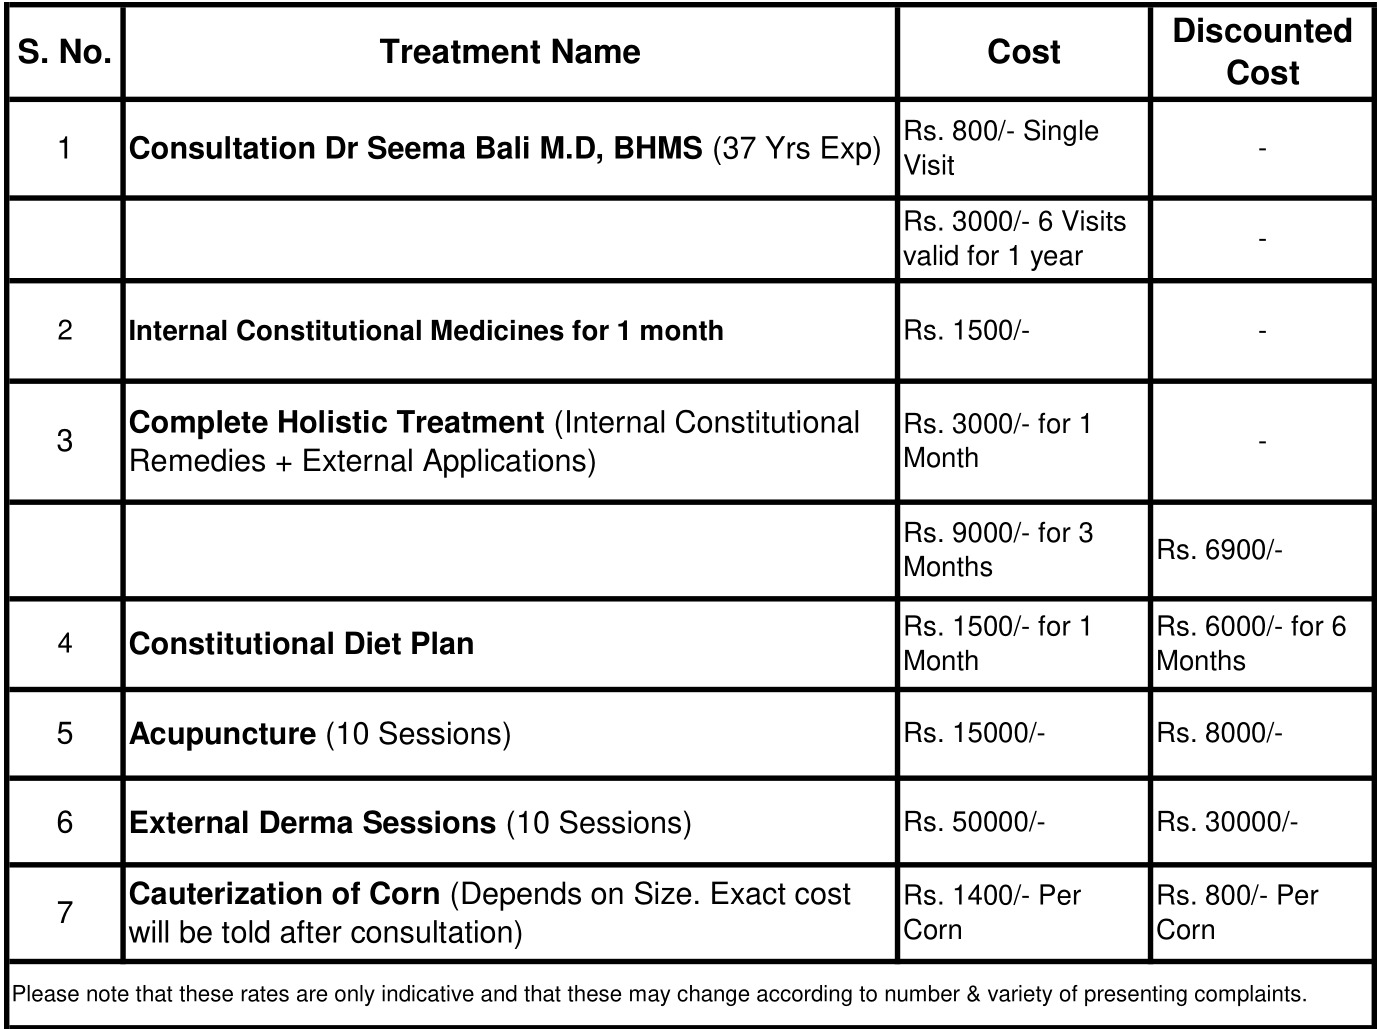 S. No. Treatment Name Cost Discounted Cost
1 Consultation Dr Seema Bali M.D, BHMS (37 Yrs Exp) Rs. 800/- Single Visit -
Rs. 3000/- 6 Visits valid for 1 year -
2 Internal Constitutional Medicines for 1 month Rs. 1500/- -
3 Complete Holistic Treatment (Internal Constitutional Remedies + External Applications) Rs. 3000/- for 1 Month -
Rs. 9000/- for 3 Months Rs. 6900/-
4 Constitutional Diet Plan Rs. 1500/- for 1 Month Rs. 6000/- for 6 Months
5 Acupuncture (10 Sessions) Rs. 15000/- Rs. 8000/-
6 External Derma Sessions (10 Sessions) Rs. 50000/- Rs. 30000/-
7 Cauterization of Corn (Depends on Size. Exact cost will be told after consultation) Rs. 1400/- Per Corn Rs. 800/- Per Corn
Please note that these rates are only indicative and that these may change according to number & variety of presenting complaints.